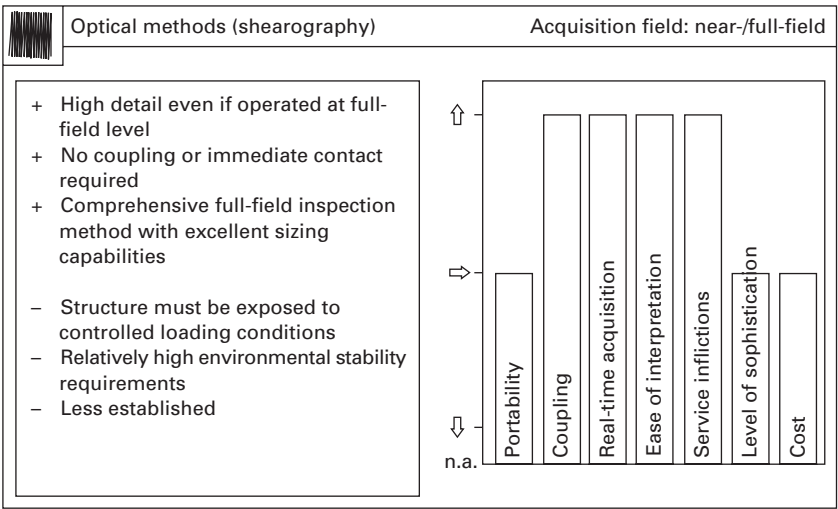 Optical methods (shearography)
Acquisition field: near-/full-field
+ High detail even if operated at full-
field level
+ No coupling or immediate contact
required
+ Comprehensive full-field inspection
method with excellent sizing
capabilities
– Structure must be exposed to
controlled loading conditions
– Relatively high environmental stability
requirements
– Less established
n.a.
Portability
Coupling
Real-time acquisition
Ease of interpretation
Service inflictions
Level of sophistication
Cost